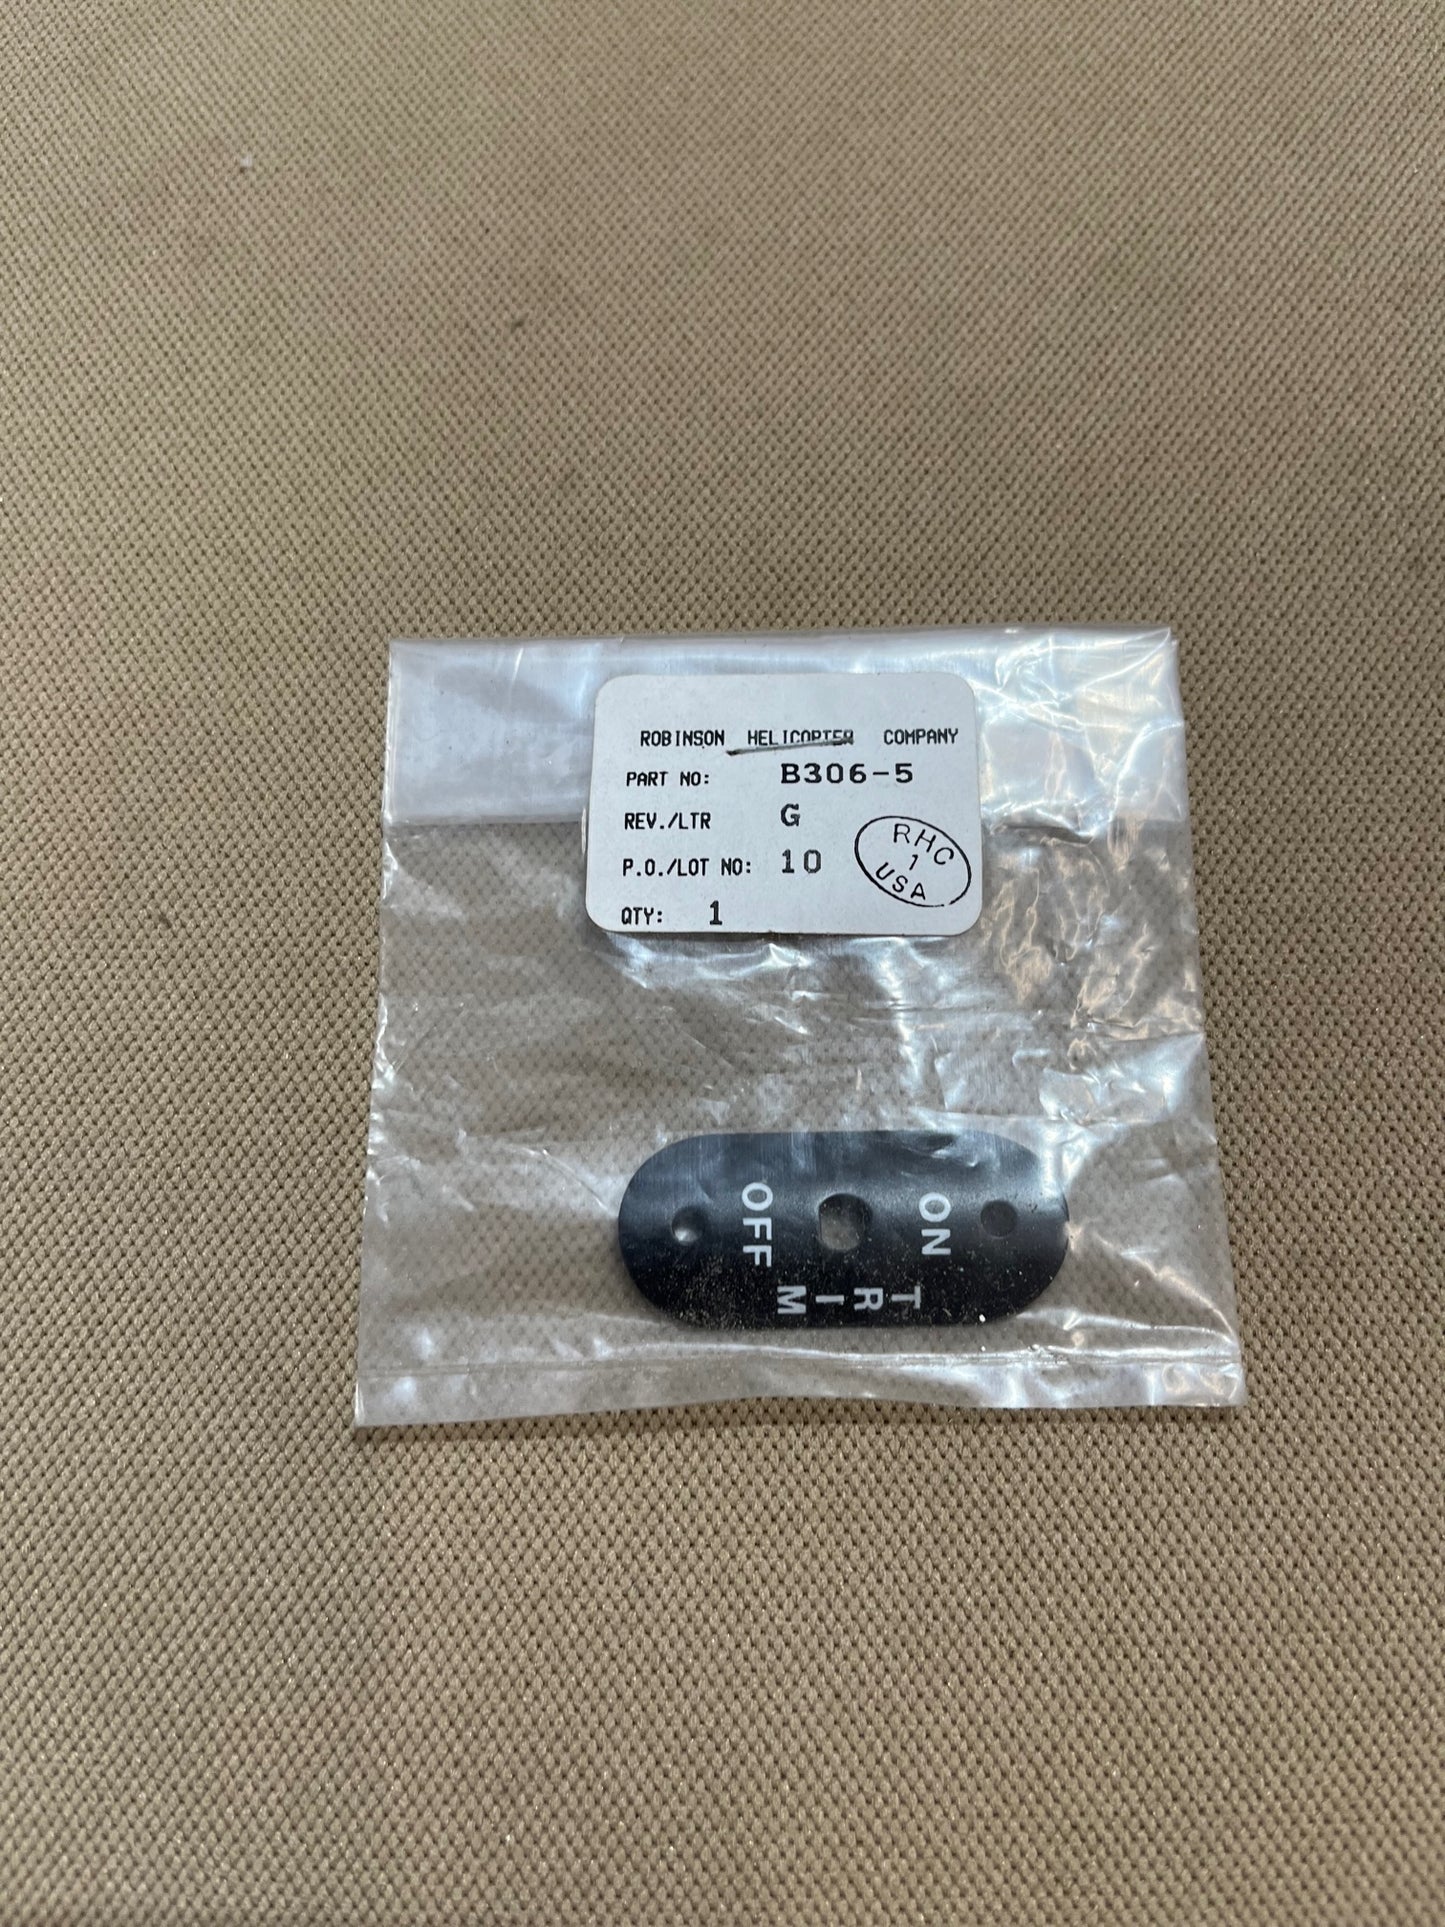 ROBINSON HELICOPTER COMPANY
PART NO: B306-5
REV./LTR G
P.O./LOT NO: 10
QTY: 1
RHC
1
USA
ON
OFF
TRIM